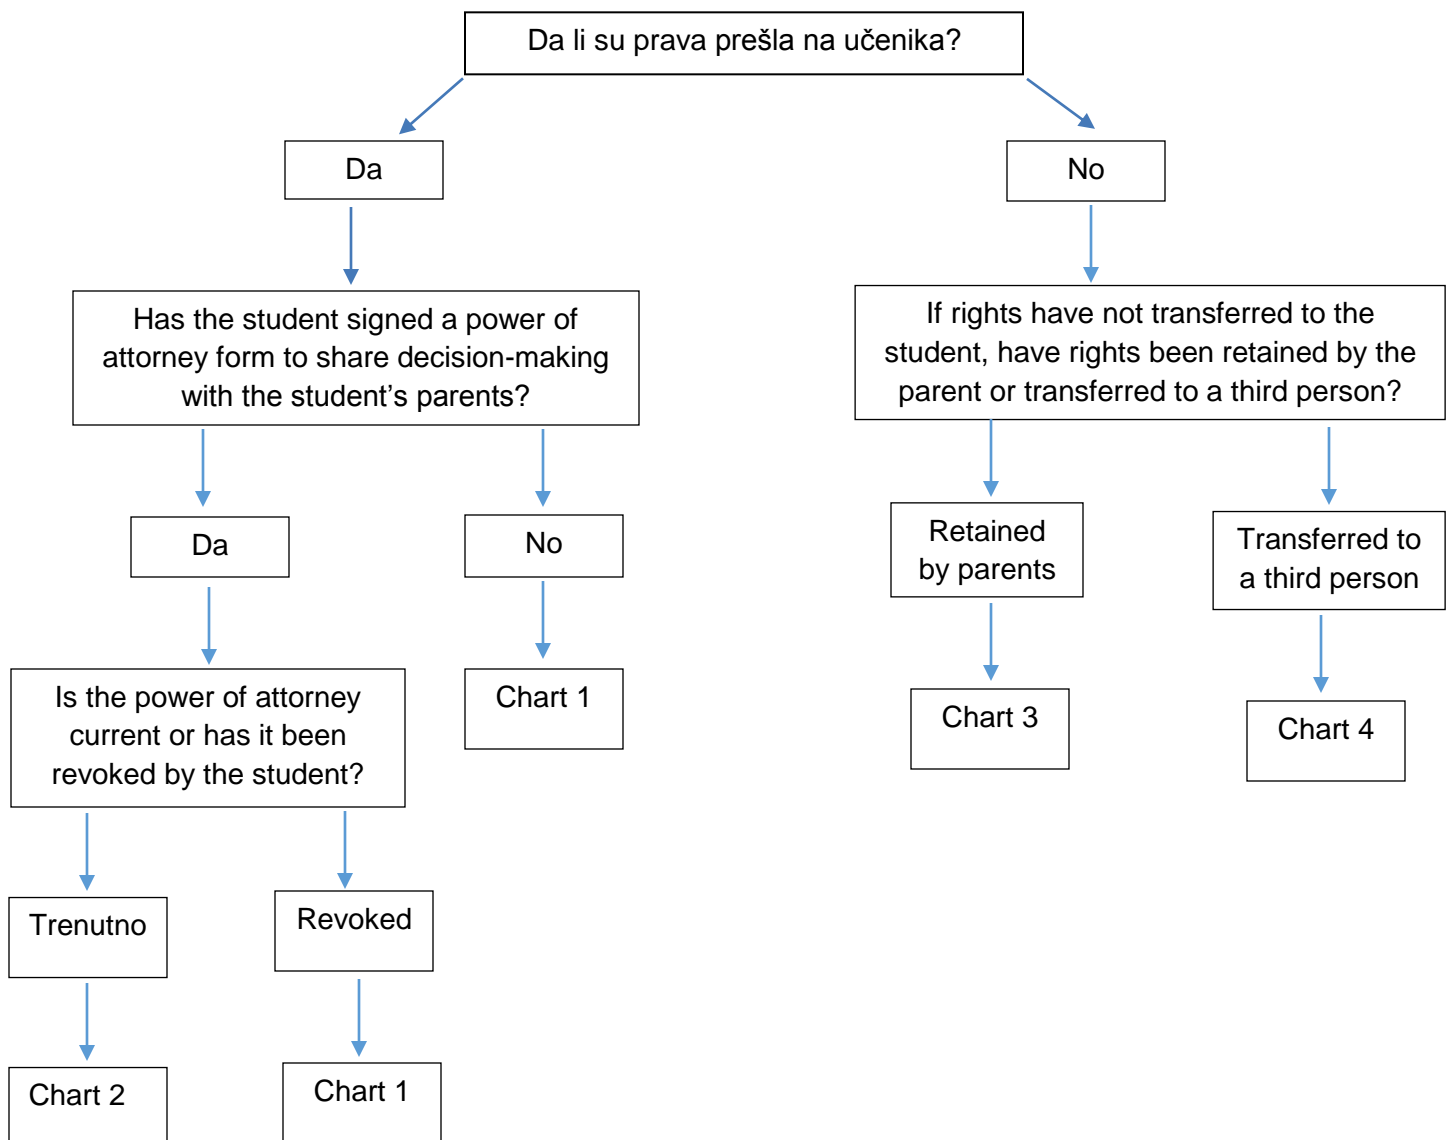 Da li su prava prešla na učenika?
Da
No
Has the student signed a power of
attorney form to share decision-making
with the student’s parents?
If rights have not transferred to the
student, have rights been retained by the
parent or transferred to a third person?
Da
No
Retained
by parents
Transferred to
a third person
Is the power of attorney
current or has it been
revoked by the student?
Chart 1
Chart 3
Chart 4
Trenutno
Revoked
Chart 2
Chart 1